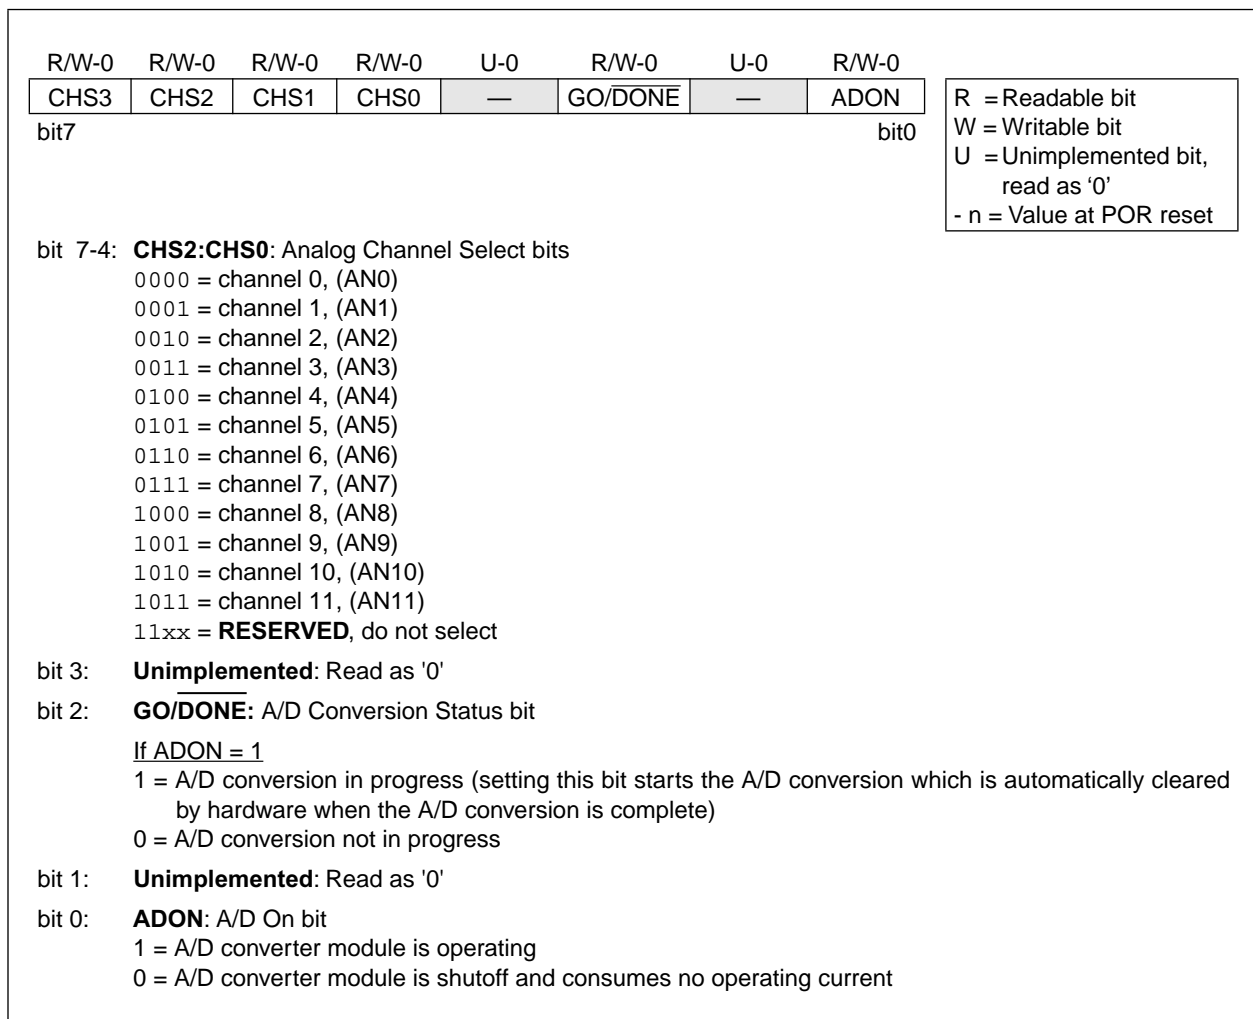 R/W-0 R/W-0 R/W-0 R/W-0 U-0 R/W-0 U-0 R/W-0
CHS3 CHS2 CHS1 CHS0 — GO/DONE — ADON
bit7 bit0
R = Readable bit
W = Writable bit
U = Unimplemented bit,
read as ‘0’
- n = Value at POR reset
bit 7-4: CHS2:CHS0: Analog Channel Select bits
0000 = channel 0, (AN0)
0001 = channel 1, (AN1)
0010 = channel 2, (AN2)
0011 = channel 3, (AN3)
0100 = channel 4, (AN4)
0101 = channel 5, (AN5)
0110 = channel 6, (AN6)
0111 = channel 7, (AN7)
1000 = channel 8, (AN8)
1001 = channel 9, (AN9)
1010 = channel 10, (AN10)
1011 = channel 11, (AN11)
11xx = RESERVED, do not select
bit 3: Unimplemented: Read as '0'
bit 2: GO/DONE: A/D Conversion Status bit
If ADON = 1
1 = A/D conversion in progress (setting this bit starts the A/D conversion which is automatically cleared
by hardware when the A/D conversion is complete)
0 = A/D conversion not in progress
bit 1: Unimplemented: Read as '0'
bit 0: ADON: A/D On bit
1 = A/D converter module is operating
0 = A/D converter module is shutoff and consumes no operating current